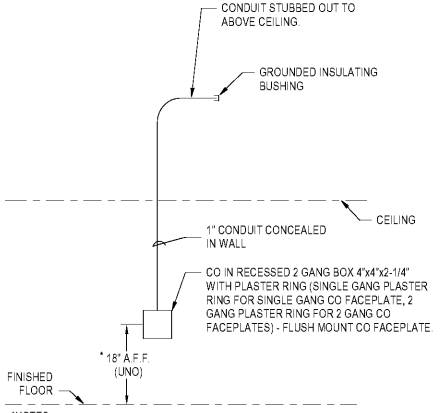 CONDUIT STUBBED OUT TO
ABOVE CEILING.
GROUNDED INSULATING
BUSHING
CEILING
1" CONDUIT CONCEALED
IN WALL
CO IN RECESSED 2 GANG BOX 4"x4"x2-1/4"
WITH PLASTER RING (SINGLE GANG PLASTER
RING FOR SINGLE GANG CO FACEPLATE, 2
GANG PLASTER RING FOR 2 GANG CO
FACEPLATES) - FLUSH MOUNT CO FACEPLATE.
* 18" A.F.F.
(UNO)
FINISHED
FLOOR